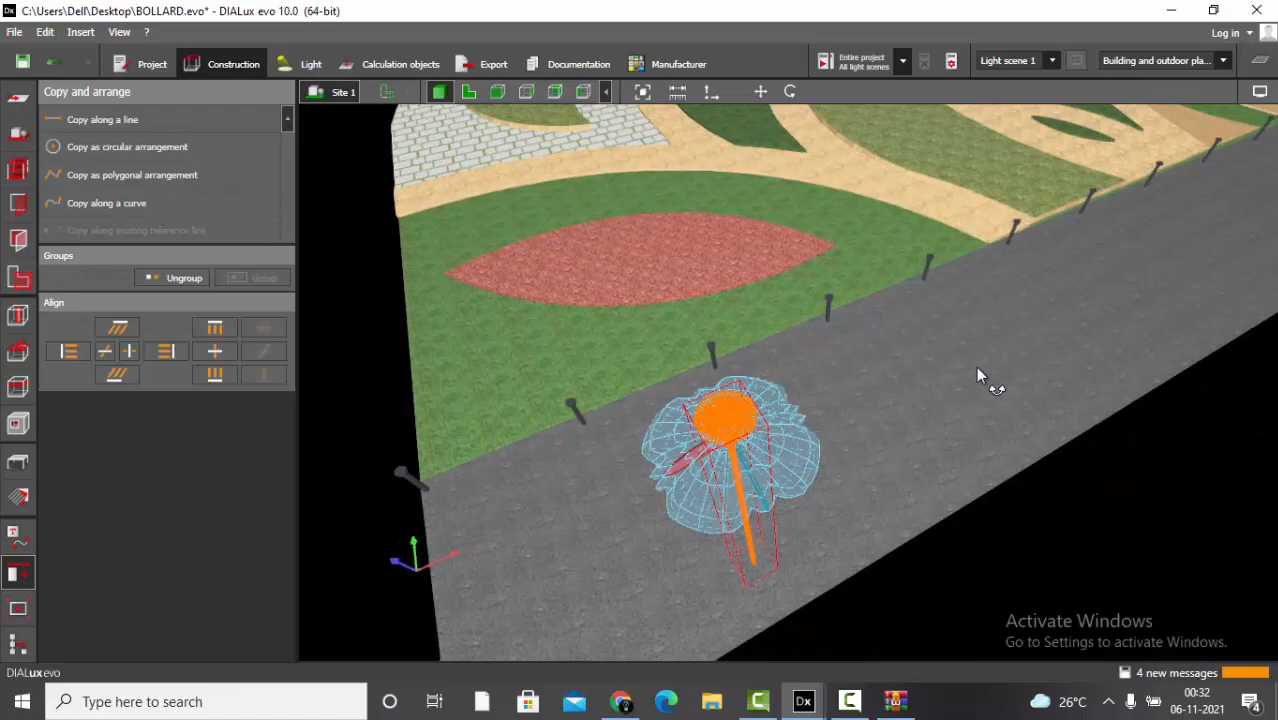 C:\Users\Dell\Desktop\BOLLARD.evo* - DIALux evo 10.0 (64-bit)
File Edit Insert View ?
Log in
Project Construction Light Calculation objects Export Documentation Manufacturer
Entire project
All light scenes
Light scene 1
Building and outdoor pla...
Copy and arrange
Site 1
Copy along a line
Copy as circular arrangement
Copy as polygonal arrangement
Copy along a curve
Copy along existing reference line
Groups
Ungroup Group
Align
Activate Windows
Go to Settings to activate Windows.
DIALux evo
4 new messages
Type here to search
26°C
00:32
06-11-2021
4